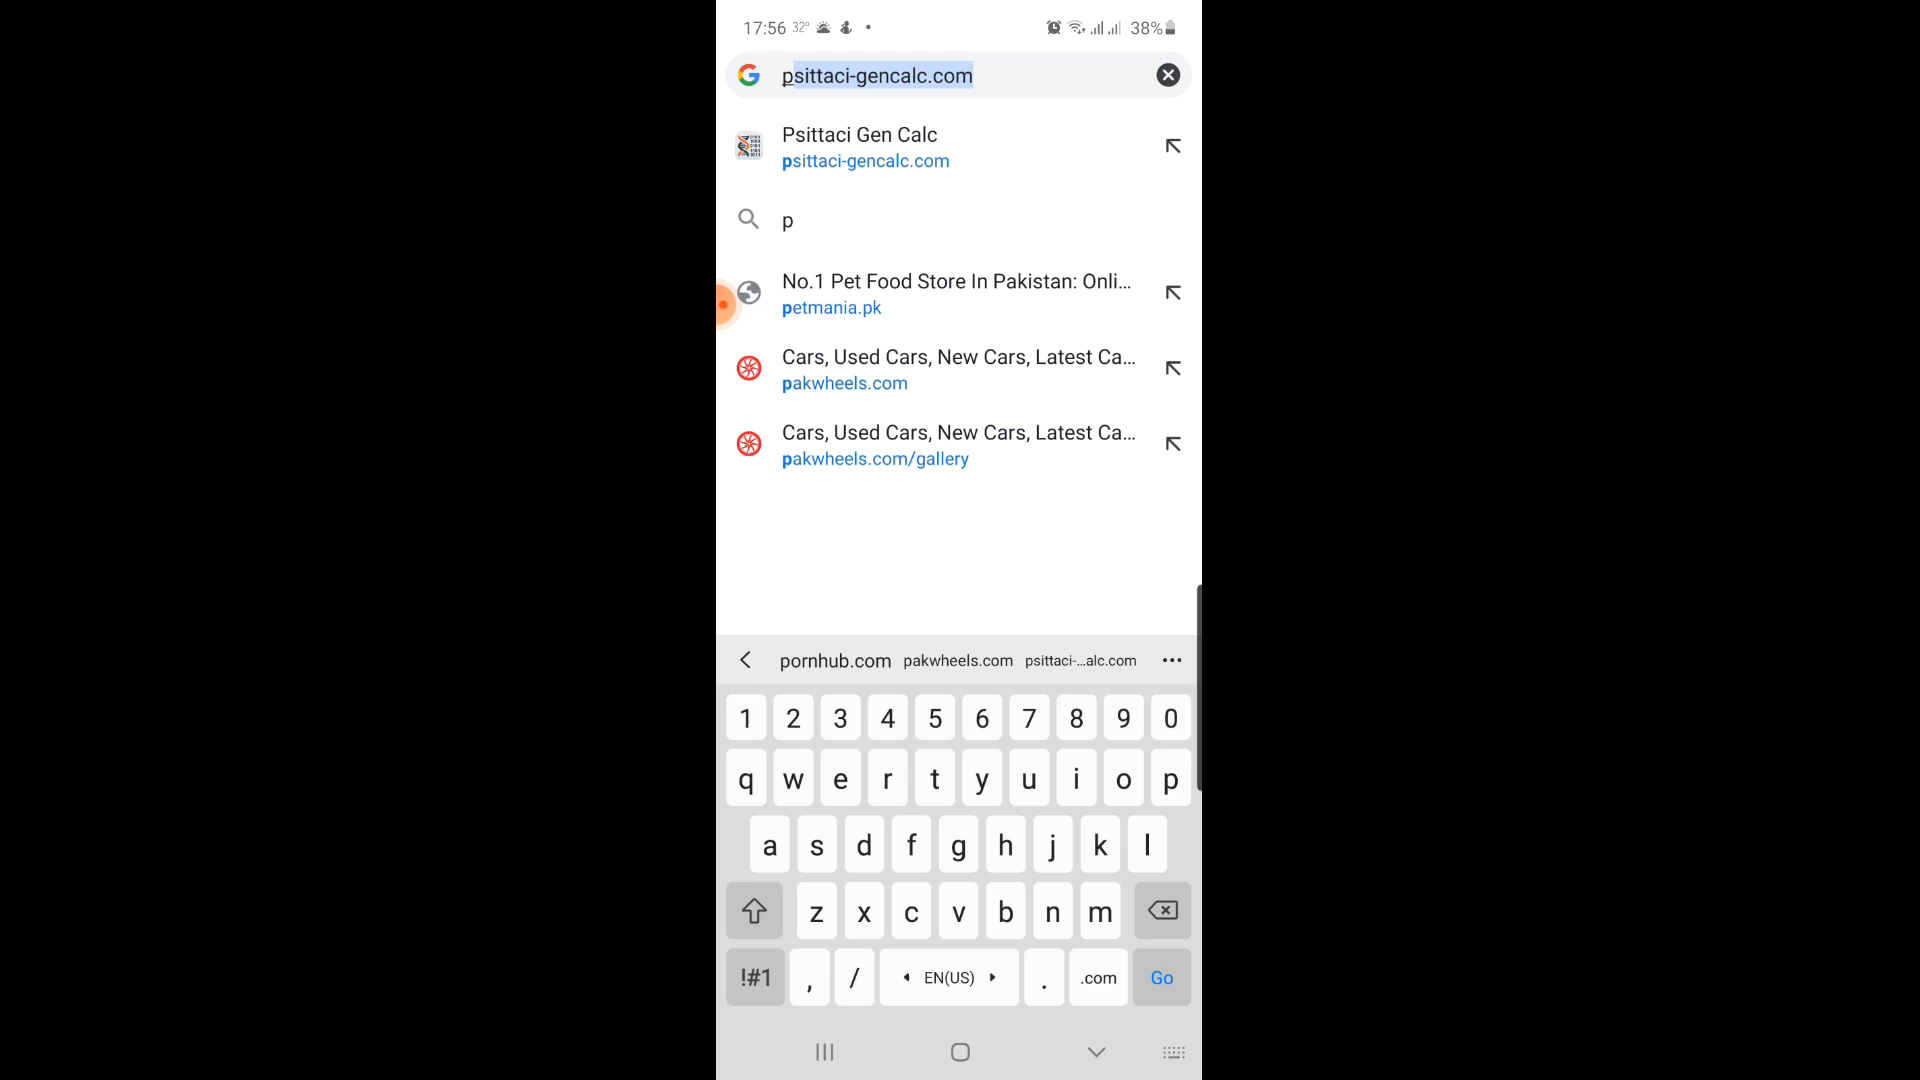 17:56 32° 38%
psittaci-gencalc.com
Psittaci Gen Calc
psittaci-gencalc.com
p
No.1 Pet Food Store In Pakistan: Onli...
petmania.pk
Cars, Used Cars, New Cars, Latest Ca...
pakwheels.com
Cars, Used Cars, New Cars, Latest Ca...
pakwheels.com/gallery
pornhub.com pakwheels.com psittaci-...alc.com
1 2 3 4 5 6 7 8 9 0
q w e r t y u i o p
a s d f g h j k l
z x c v b n m
!#1 , / EN(US) . .com Go